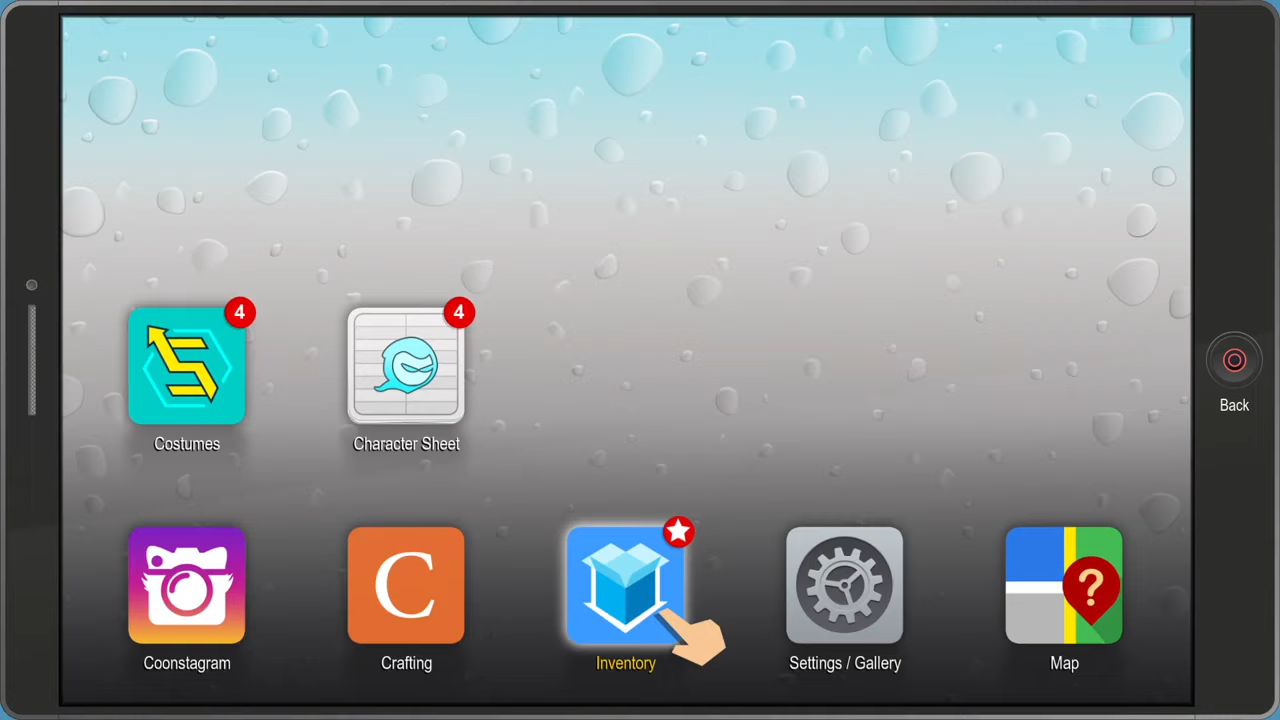 4
4
Costumes
Character Sheet
Back
C
?
Coonstagram
Crafting
Inventory
Settings / Gallery
Map